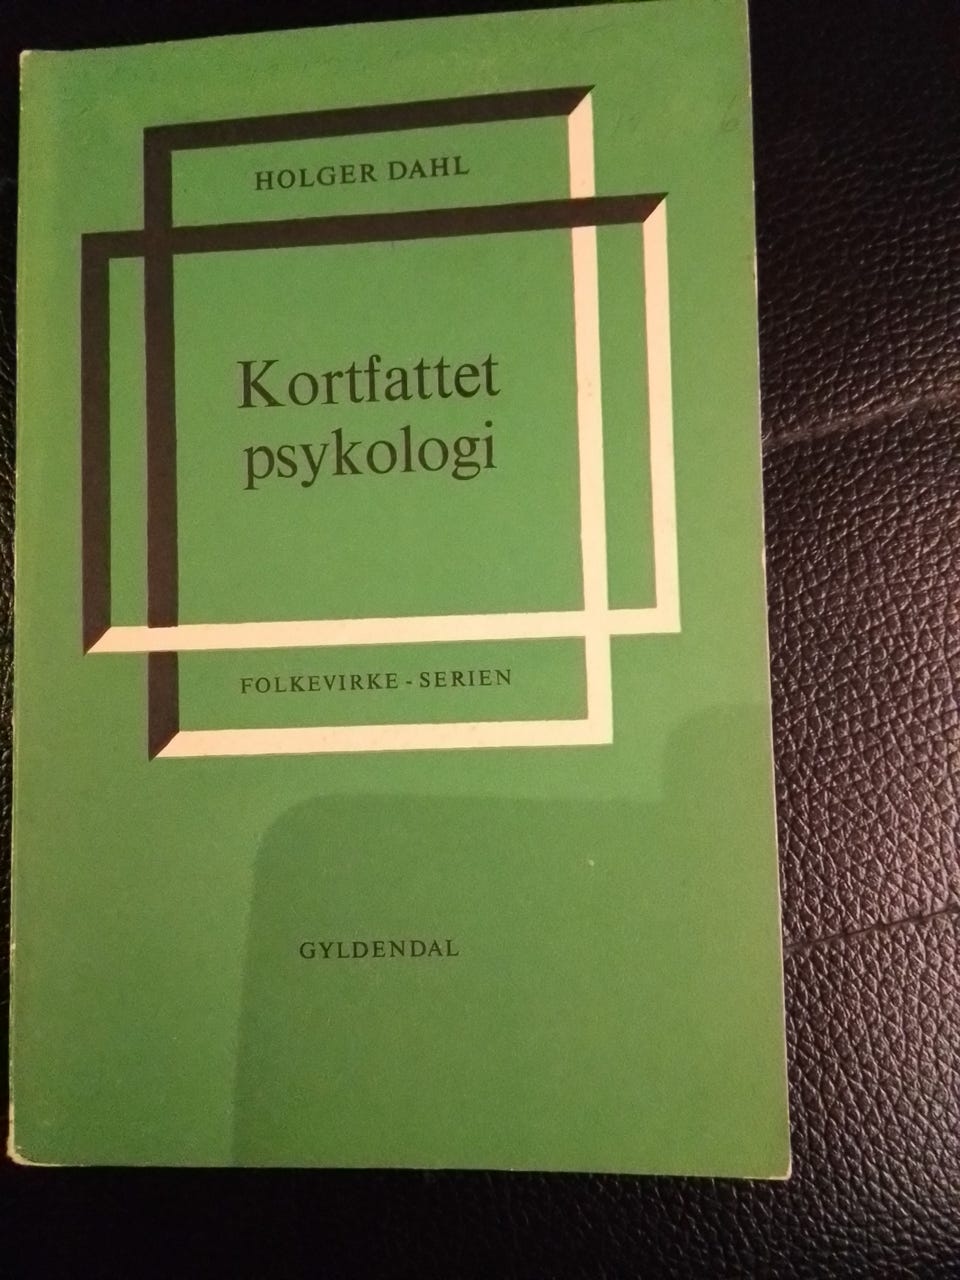 HOLGER DAHL
Kortfattet
psykologi
FOLKEVIRKE - SERIEN
GYLDENDAL